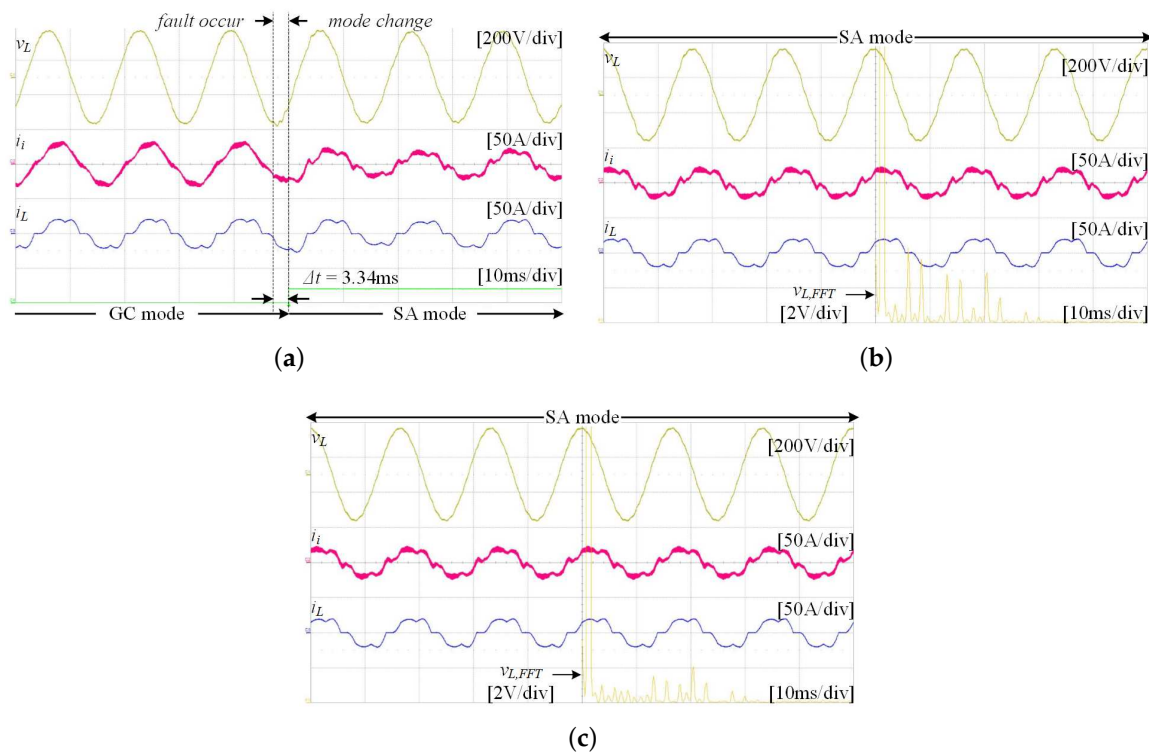 fault occur mode change
v_L [200V/div]
i_i [50A/div]
i_L [50A/div]
Δt = 3.34ms [10ms/div]
GC mode SA mode
(a)
SA mode
v_L [200V/div]
i_i [50A/div]
i_L [50A/div]
v_L,FFT
[2V/div] [10ms/div]
(b)
SA mode
v_L [200V/div]
i_i [50A/div]
i_L [50A/div]
v_L,FFT
[2V/div] [10ms/div]
(c)